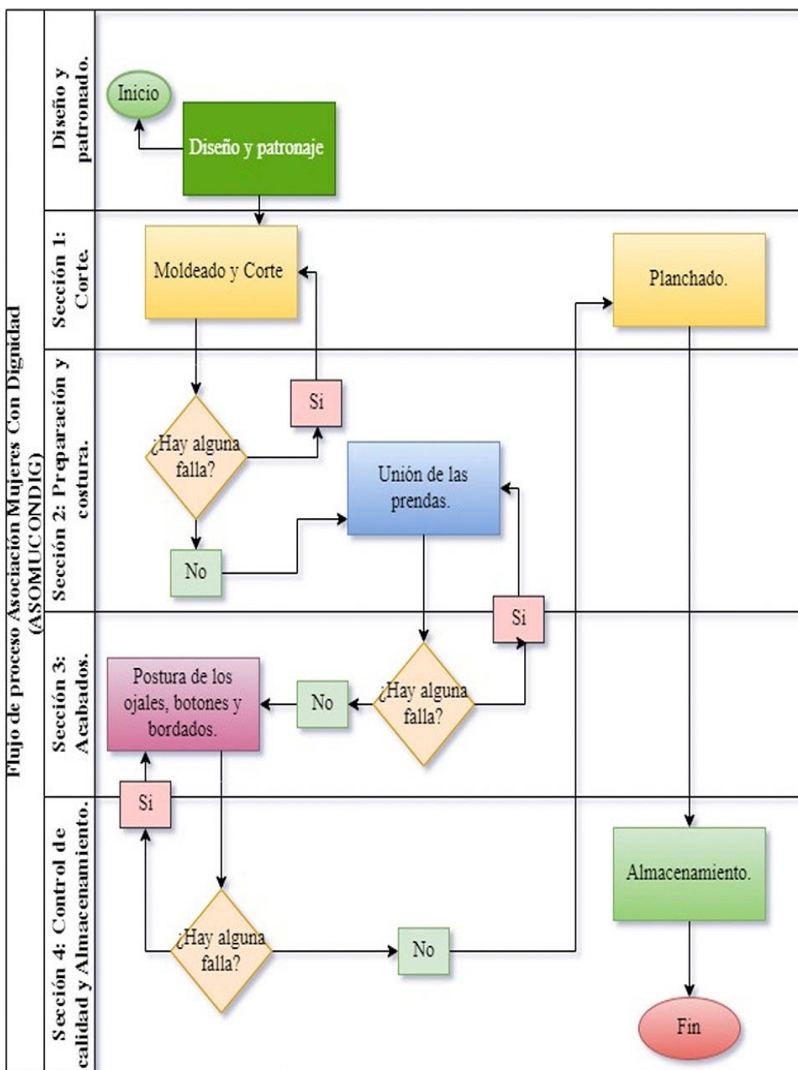 Flujo de proceso Asociación Mujeres Con Dignidad
(ASOMUCONDIG)
Diseño y
patronado.
Inicio
Diseño y patronaje
Sección 1:
Corte.
Moldeado y Corte
Planchado.
Sección 2: Preparación y
costura.
Si
¿Hay alguna
falla?
Unión de las
prendas.
No
Si
Sección 3:
Acabados.
Postura de los
ojales, botones y
bordados.
No
¿Hay alguna
falla?
Si
Sección 4: Control de
calidad y Almacenamiento.
Almacenamiento.
¿Hay alguna
falla?
No
Fin